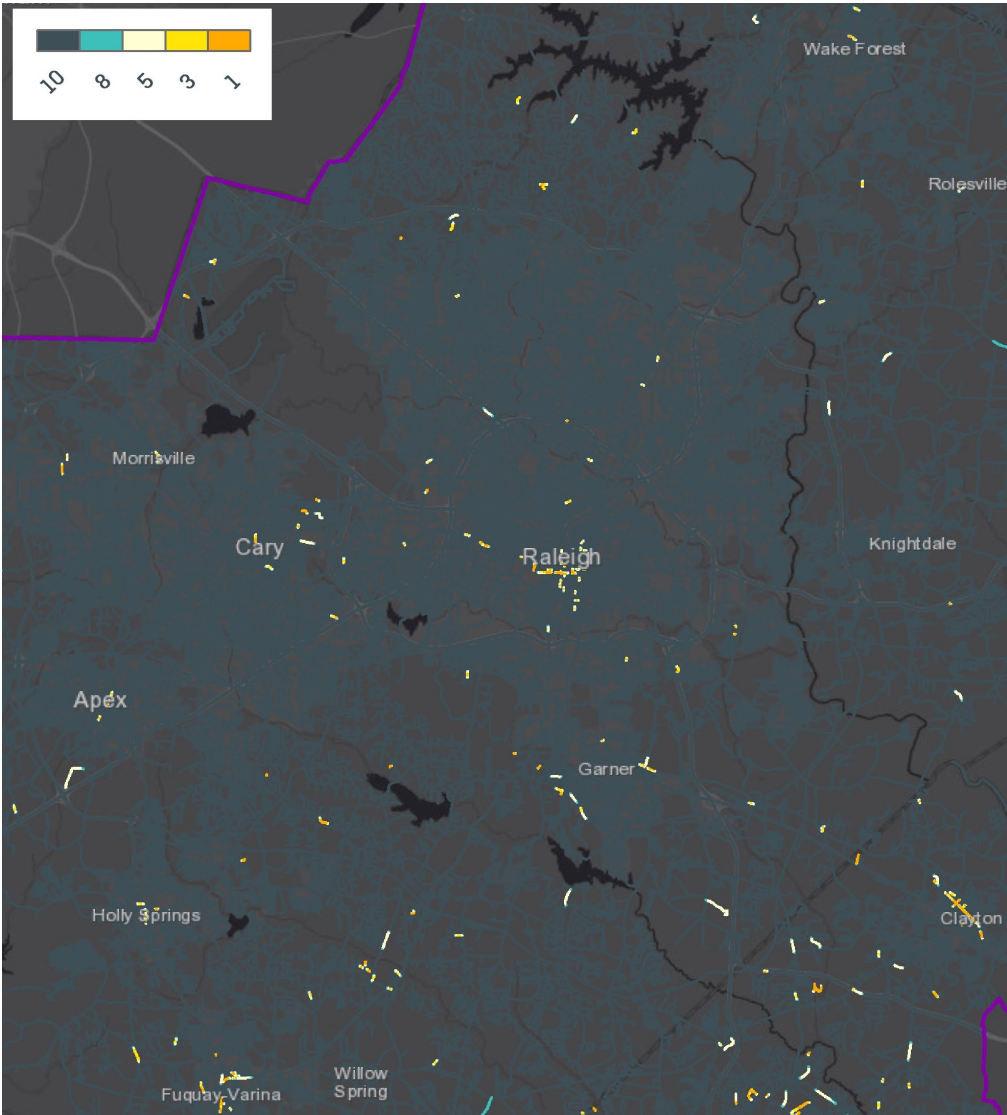 10 8 5 3 1
Wake Forest
Rolesville
Morrisville
Cary
Raleigh
Knightdale
Apex
Garner
Holly Springs
Clayton
Willow
Spring
Fuquay-Varina